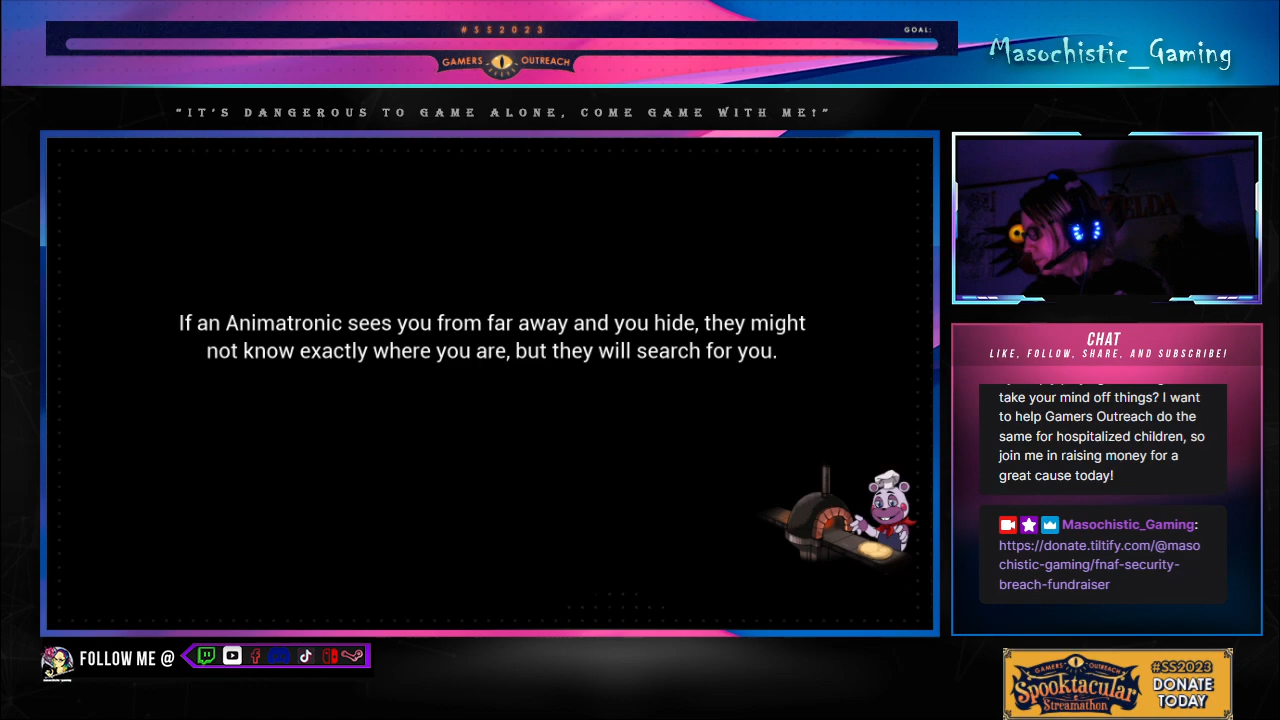 #SS2023
GOAL:
GAMERS OUTREACH
Masochistic_Gaming
"IT'S DANGEROUS TO GAME ALONE, COME GAME WITH ME!"
If an Animatronic sees you from far away and you hide, they might
not know exactly where you are, but they will search for you.
ZELDA
CHAT
LIKE, FOLLOW, SHARE, AND SUBSCRIBE!
take your mind off things? I want
to help Gamers Outreach do the
same for hospitalized children, so
join me in raising money for a
great cause today!
Masochistic_Gaming:
https://donate.tiltify.com/@maso
chistic-gaming/fnaf-security-
breach-fundraiser
FOLLOW ME @
GAMERS OUTREACH
Spooktacular
Streamathon
#SS2023
DONATE
TODAY